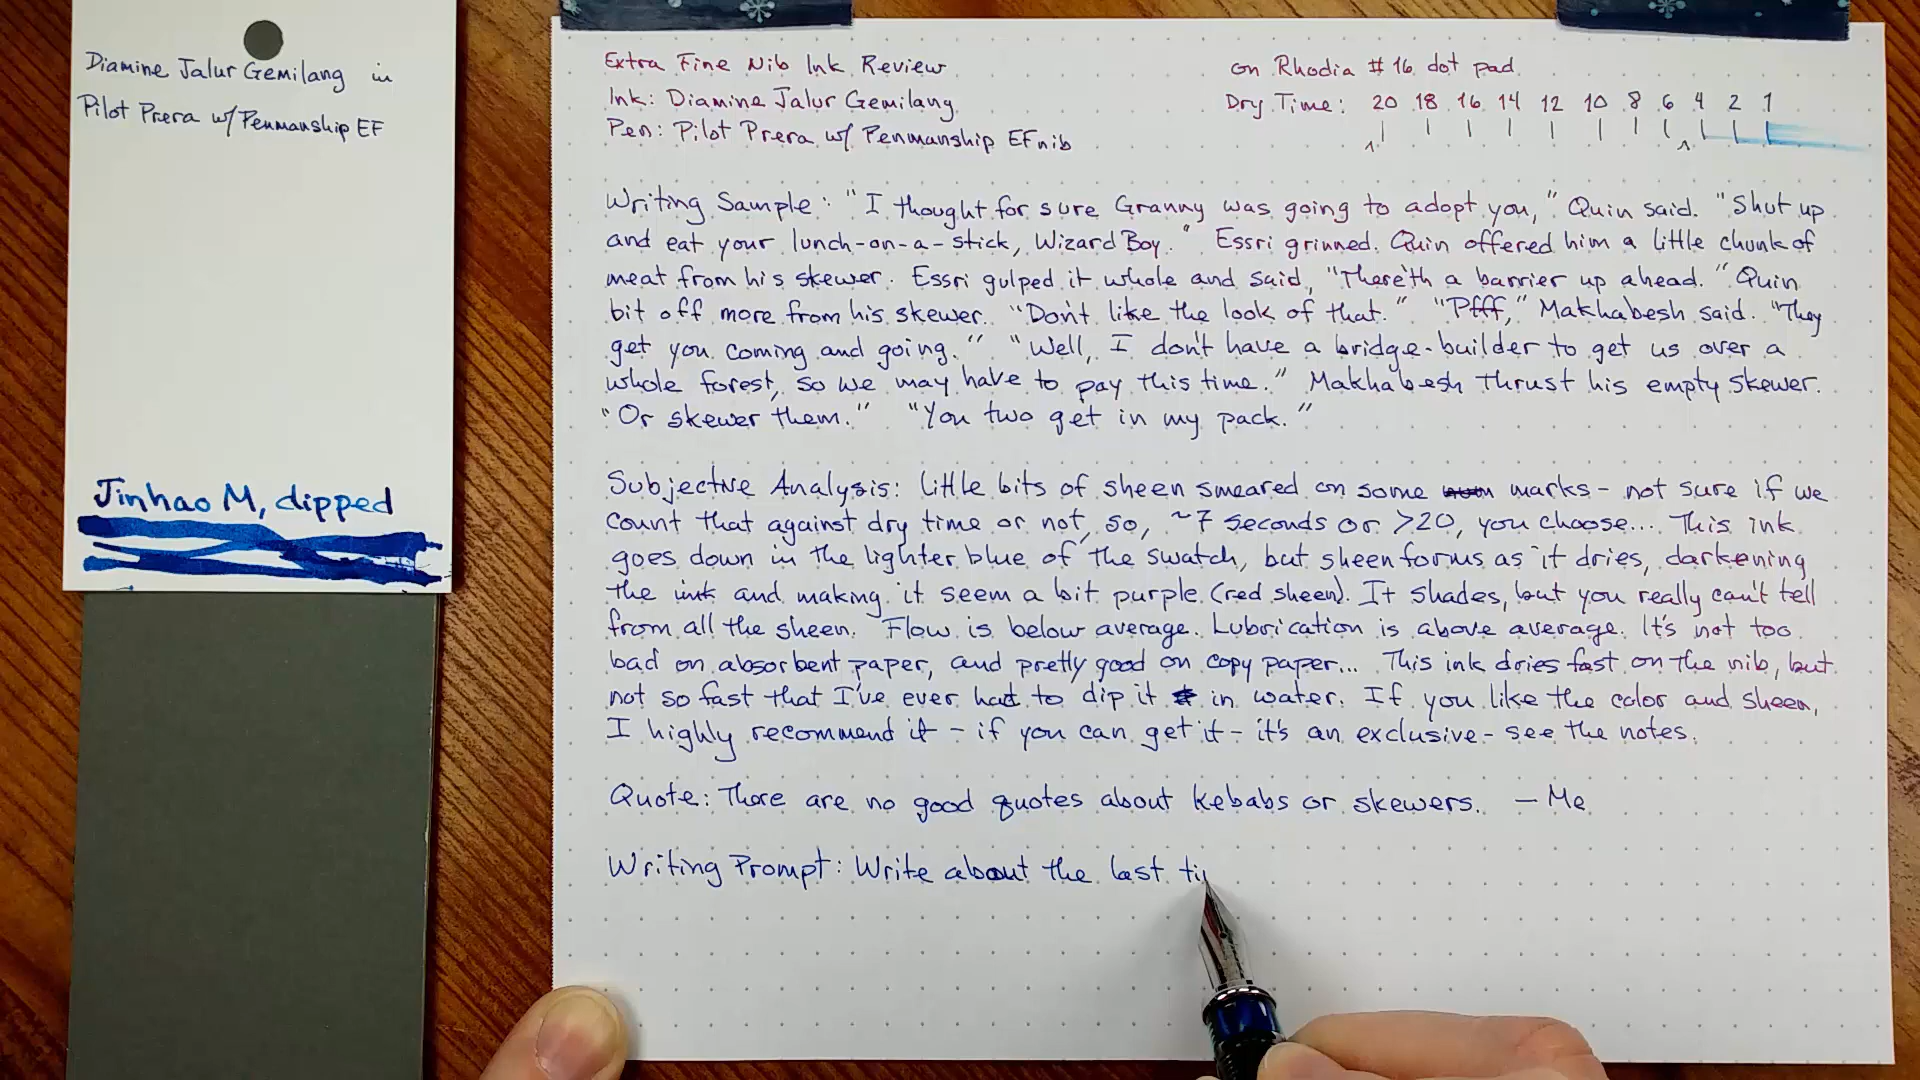 Diamine Jalur Gemilang in
Pilot Prera w/ Penmanship EF
Jinhao M, dipped
Extra Fine Nib Ink Review
Ink: Diamine Jalur Gemilang
Pen: Pilot Prera w/ Penmanship EF nib
on Rhodia #16 dot pad
Dry Time: 20 18 16 14 12 10 8 6 4 2 1
Writing Sample: "I thought for sure Granny was going to adopt you," Quin said. "Shut up
and eat your lunch-on-a-stick, Wizard Boy." Essri grinned. Quin offered him a little chunk of
meat from his skewer. Essri gulped it whole and said, "There'th a barrier up ahead." Quin
bit off more from his skewer. "Don't like the look of that." "Pfff," Makhabesh said. "They
get you coming and going." "Well, I don't have a bridge-builder to get us over a
whole forest, so we may have to pay this time." Makhabesh thrust his empty skewer.
"Or skewer them." "You two get in my pack."
Subjective Analysis: little bits of sheen smeared on some marks - not sure if we
count that against dry time or not, so, ~7 seconds or >20, you choose... This ink
goes down in the lighter blue of the swatch, but sheen forms as it dries, darkening
the ink and making it seem a bit purple (red sheen). It shades, but you really can't tell
from all the sheen. Flow is below average. Lubrication is above average. It's not too
bad on absorbent paper, and pretty good on copy paper... This ink dries fast on the nib, but
not so fast that I've ever had to dip it in water. If you like the color and sheen,
I highly recommend it - if you can get it - it's an exclusive - see the notes.
Quote: There are no good quotes about kebabs or skewers. - Me
Writing Prompt: Write about the last ti